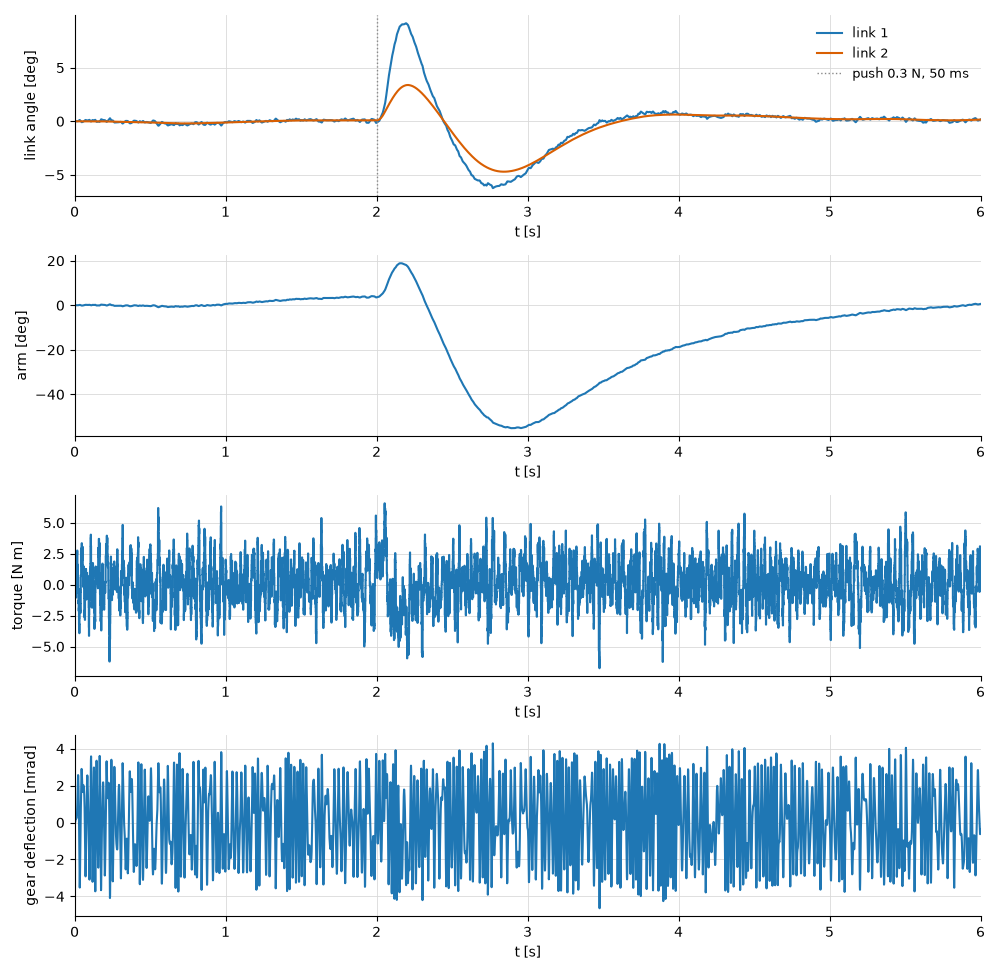 link angle [deg]
5
0
−5
link 1
link 2
push 0.3 N, 50 ms
0 1 2 3 4 5 6
t [s]
arm [deg]
20
0
−20
−40
0 1 2 3 4 5 6
t [s]
torque [N m]
5.0
2.5
0.0
−2.5
−5.0
0 1 2 3 4 5 6
t [s]
gear deflection [mrad]
4
2
0
−2
−4
0 1 2 3 4 5 6
t [s]